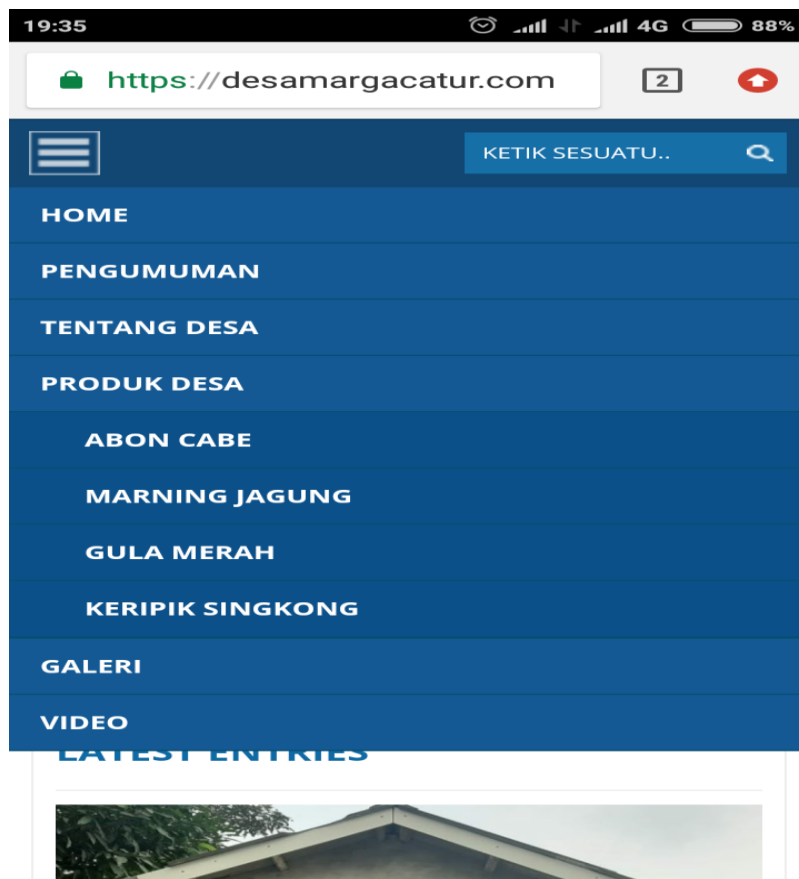 19:35 4G 88%
https://desamargacatur.com 2
KETIK SESUATU..
HOME
PENGUMUMAN
TENTANG DESA
PRODUK DESA
ABON CABE
MARNING JAGUNG
GULA MERAH
KERIPIK SINGKONG
GALERI
VIDEO
LATEST ENTRIES